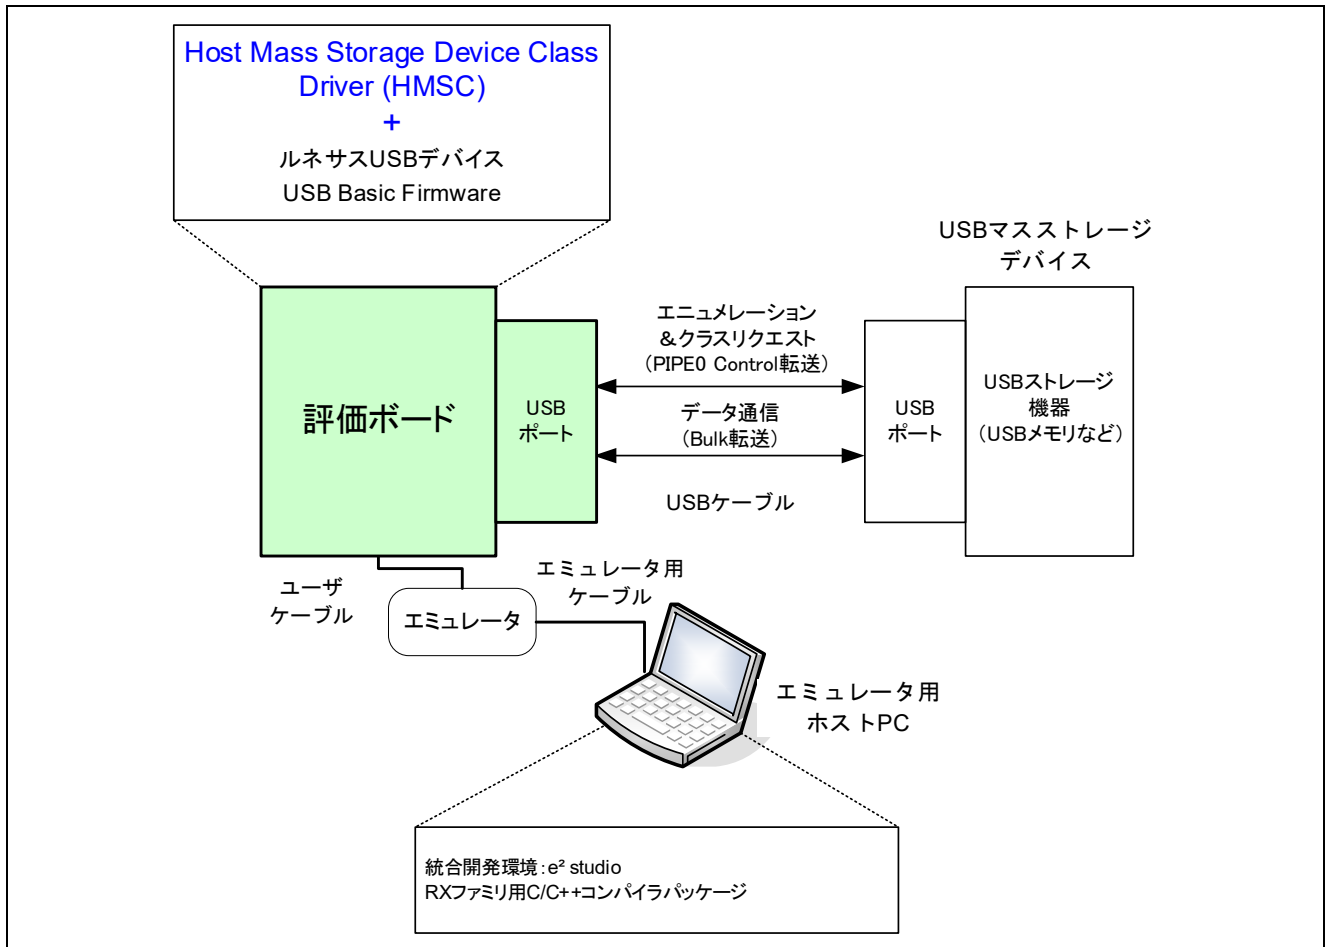 Host Mass Storage Device Class
Driver (HMSC)
+
ルネサスUSBデバイス
USB Basic Firmware
USBマスストレージ
デバイス
エニュメレーション
＆クラスリクエスト
（PIPE0 Control転送）
評価ボード
USB
ポート
データ通信
（Bulk転送）
USB
ポート
USBストレージ
機器
（USBメモリなど）
USBケーブル
ユーザ
ケーブル
エミュレータ用
ケーブル
エミュレータ
エミュレータ用
ホストPC
統合開発環境：e² studio
RXファミリ用C/C++コンパイラパッケージ